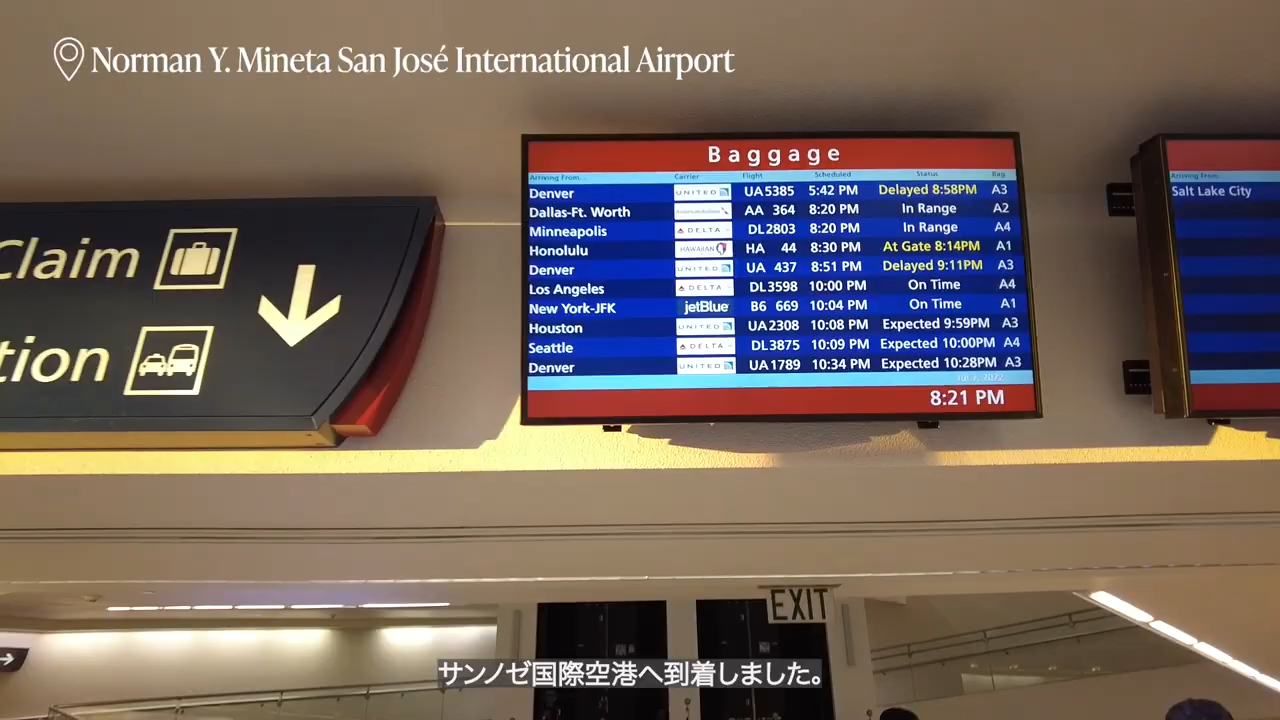 Norman Y. Mineta San José International Airport
Claim
tion
Baggage
Arriving From... Carrier Flight Scheduled Status Bag
Denver UNITED UA 5385 5:42 PM Delayed 8:58PM A3
Dallas-Ft. Worth AA 364 8:20 PM In Range A2
Minneapolis DELTA DL2803 8:20 PM In Range A4
Honolulu HAWAIIAN HA 44 8:30 PM At Gate 8:14PM A1
Denver UNITED UA 437 8:51 PM Delayed 9:11PM A3
Los Angeles DELTA DL3598 10:00 PM On Time A4
New York-JFK jetBlue B6 669 10:04 PM On Time A1
Houston UNITED UA2308 10:08 PM Expected 9:59PM A3
Seattle DELTA DL3875 10:09 PM Expected 10:00PM A4
Denver UNITED UA1789 10:34 PM Expected 10:28PM A3
8:21 PM
Arriving From...
Salt Lake City
EXIT
サンノゼ国際空港へ到着しました。